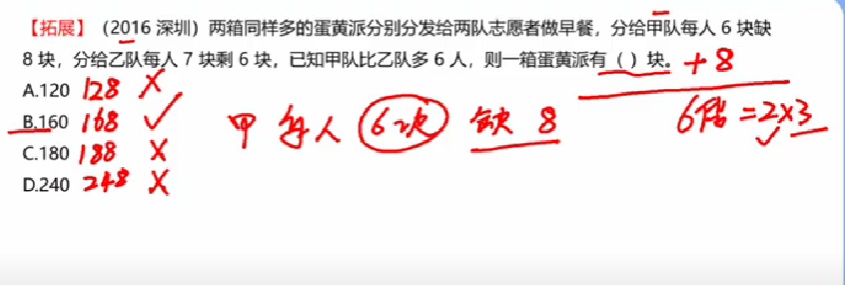 【拓展】（2016 深圳）两箱同样多的蛋黄派分别分发给两队志愿者做早餐，分给甲队每人 6 块缺
8 块，分给乙队每人 7 块剩 6 块，已知甲队比乙队多 6 人，则一箱蛋黄派有（ ）块。 +8
A.120 128 ×
B.160 168 ✓ 甲 每人 6块 缺 8 6倍=2×3
C.180 188 ×
D.240 248 ×